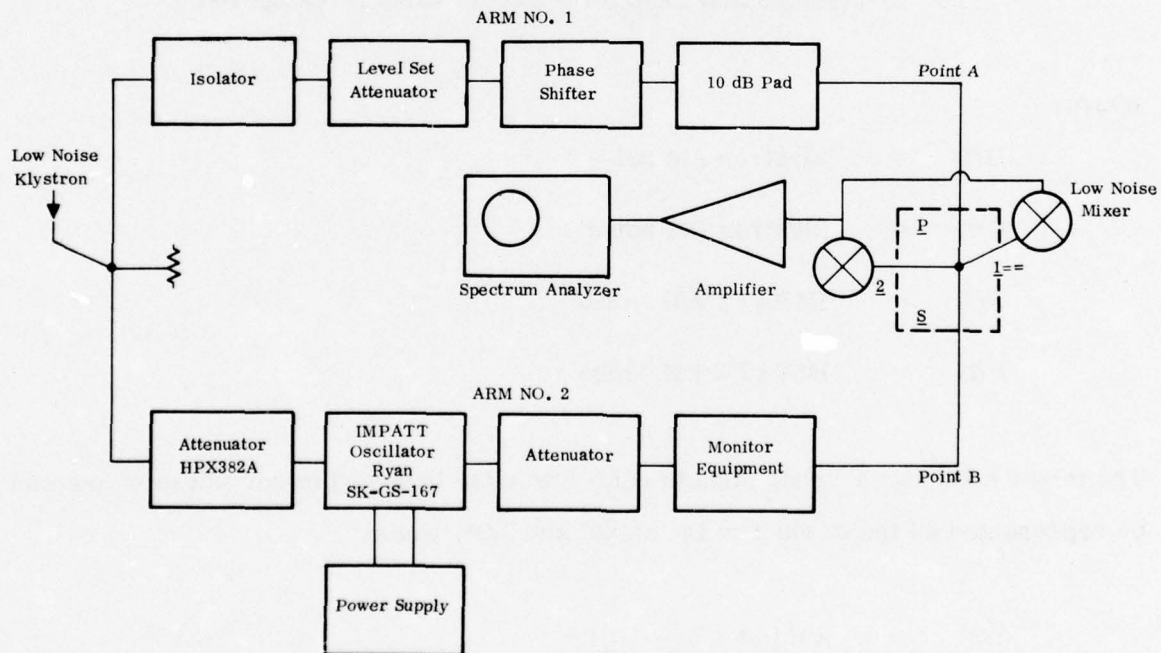 ARM NO. 1
Isolator
Level Set
Attenuator
Phase
Shifter
10 dB Pad
Point A
Low Noise
Klystron
Low Noise
Mixer
P
1==
2
S
Spectrum Analyzer
Amplifier
ARM NO. 2
Attenuator
HPX382A
IMPATT
Oscillator
Ryan
SK-GS-167
Attenuator
Monitor
Equipment
Point B
Power Supply